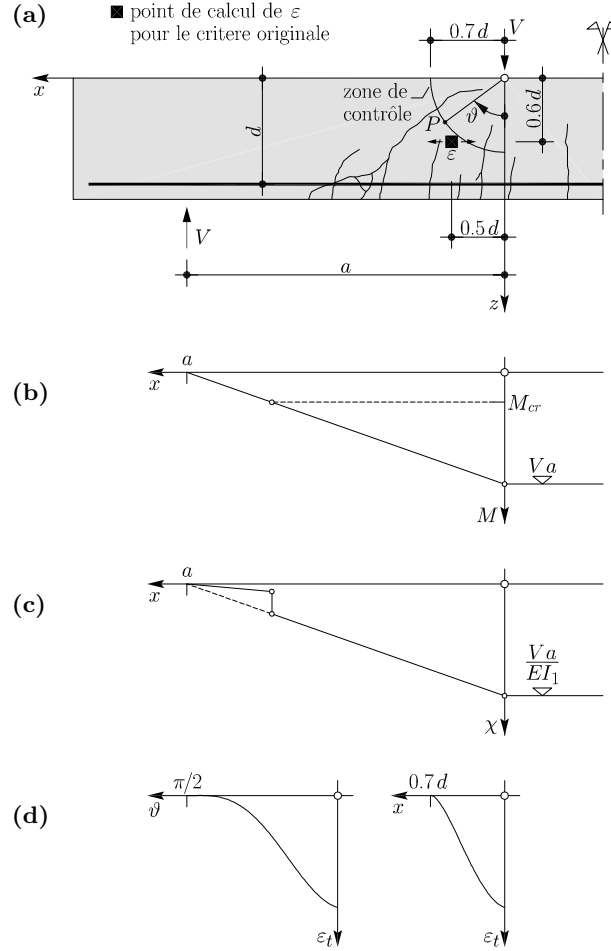 (a)
point de calcul de ε
pour le critere originale
0.7 d
V
x
zone de
contrôle
P
ϑ
ε
d
0.6 d
0.5 d
V
a
z
(b)
a
x
M_cr
V a
M
(c)
a
x
V a
EI₁
χ
(d)
π/2
ϑ
ε_t
0.7 d
x
ε_t